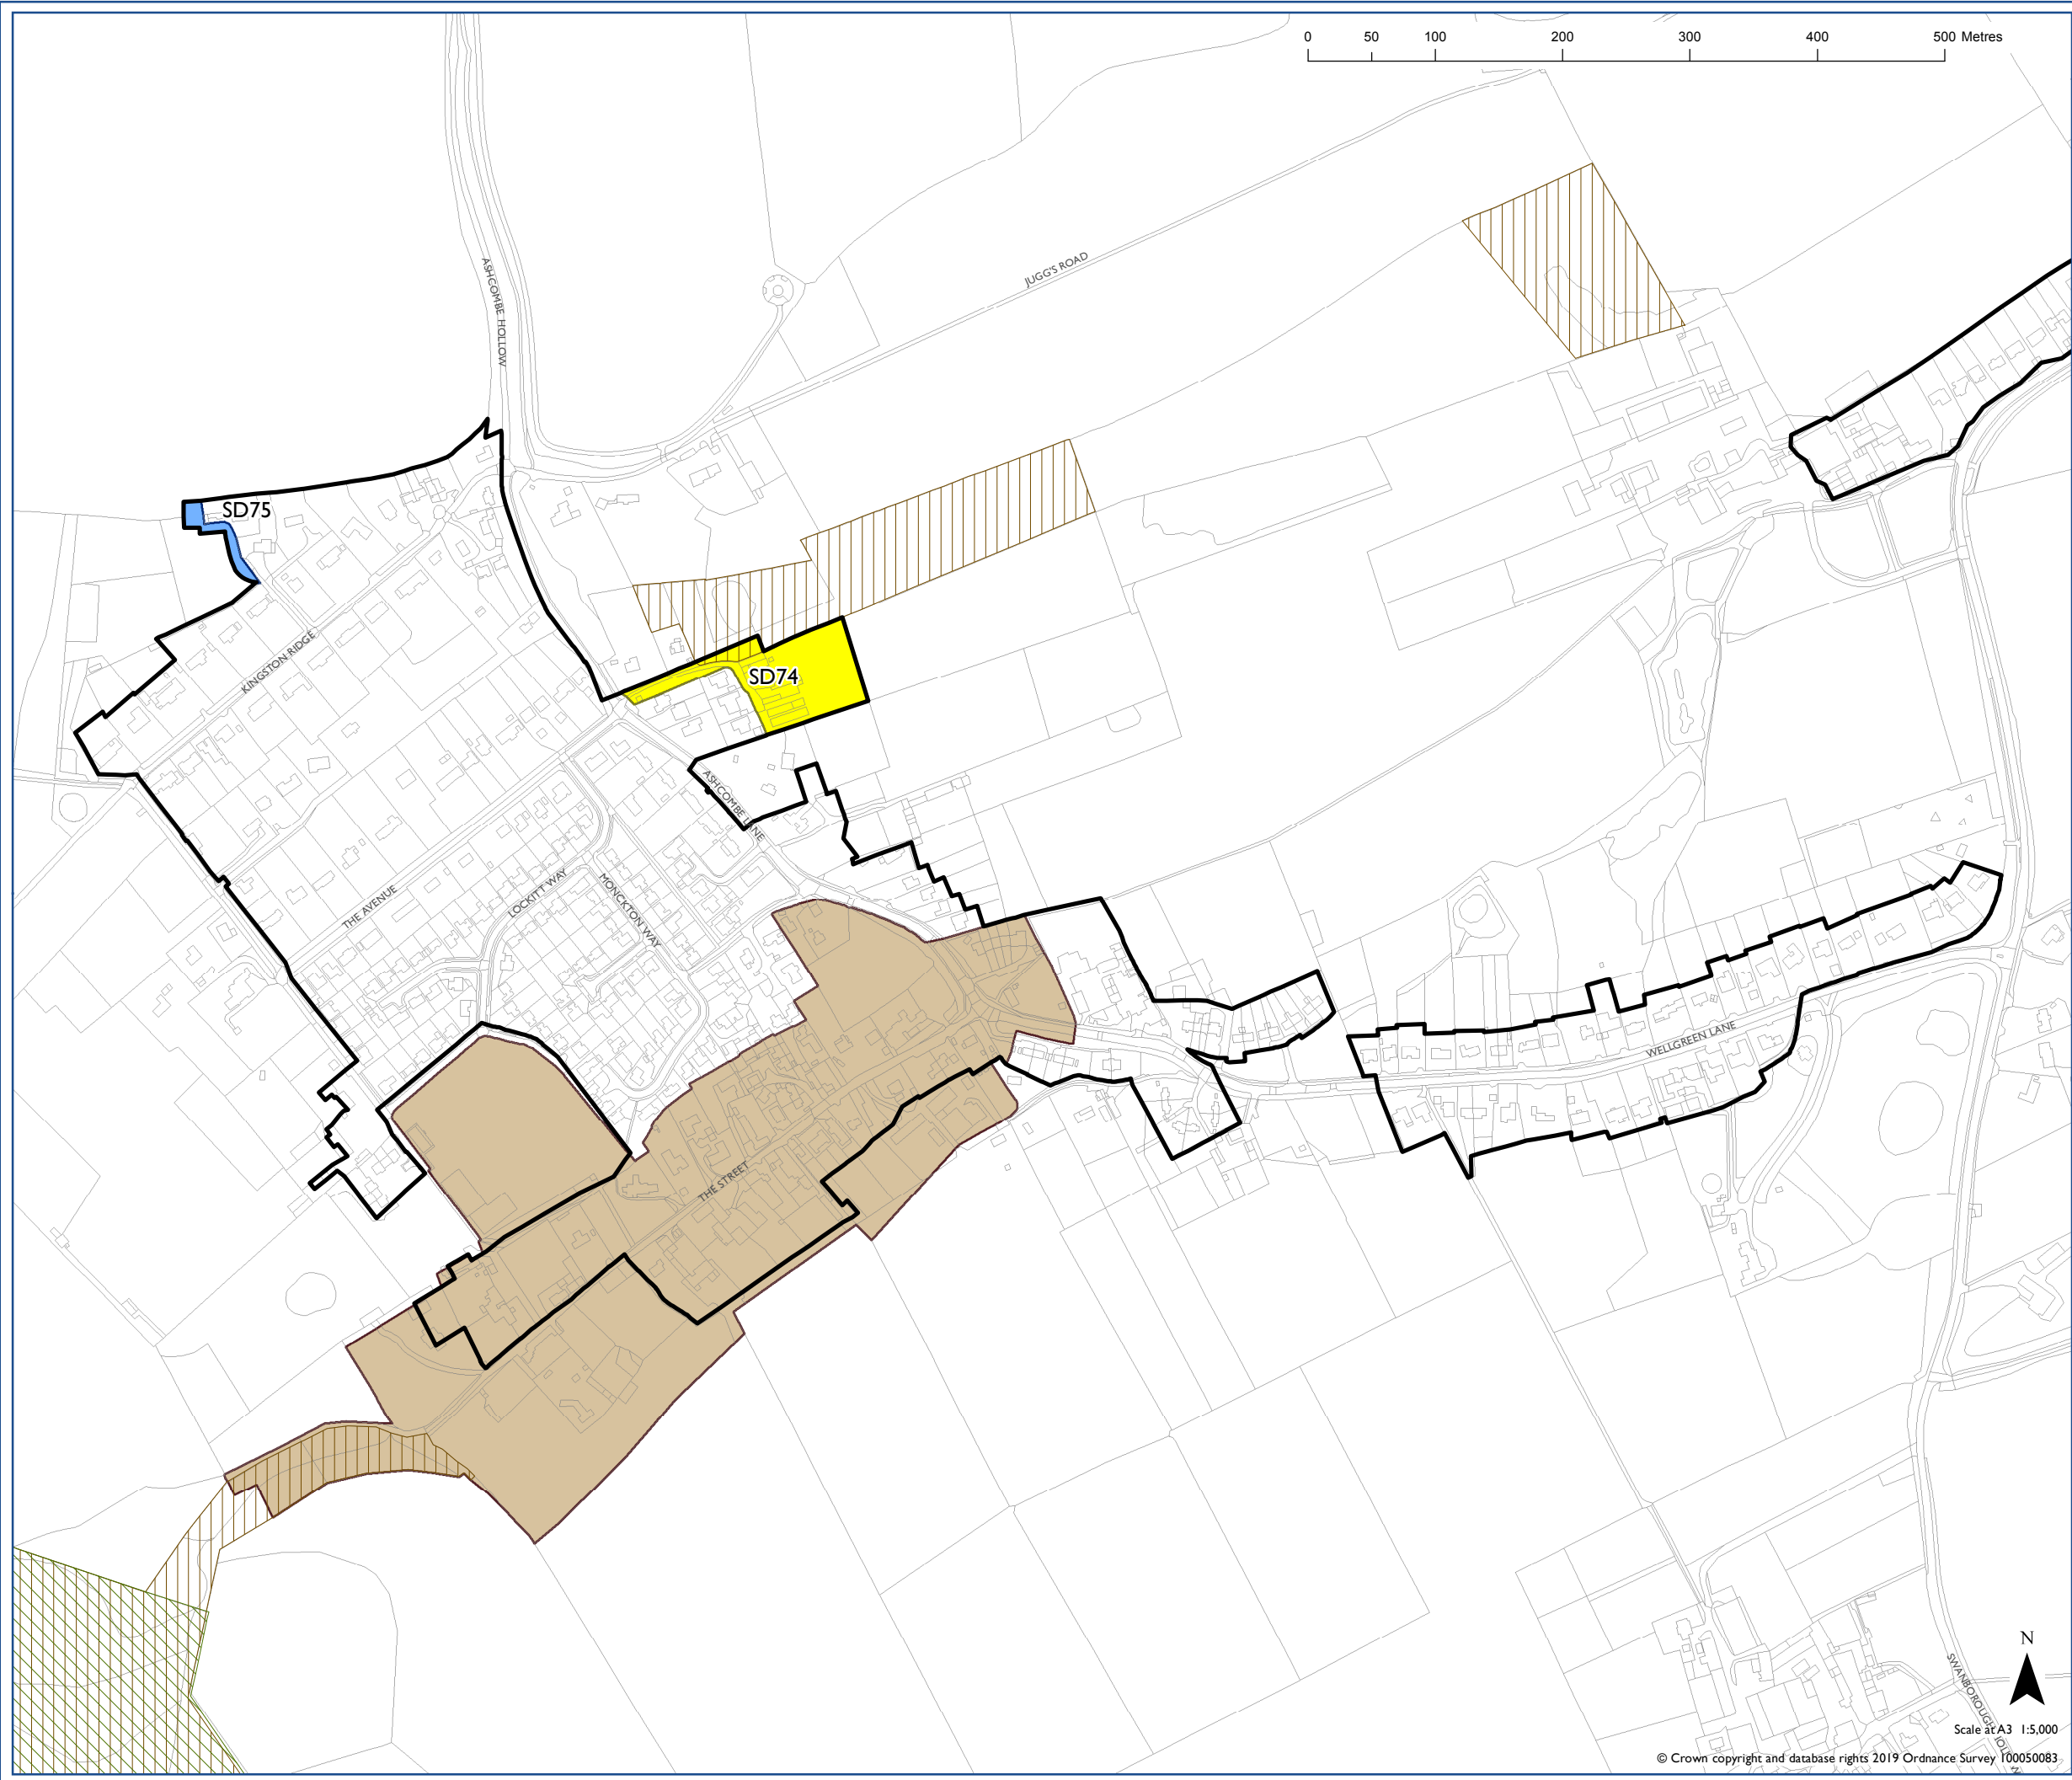 0 50 100 200 300 400 500 Metres
ASHCOMBE HOLLOW
JUGG'S ROAD
SD75
KINGSTON RIDGE
SD74
ASHCOMBE LANE
THE AVENUE
LOCKITT WAY
MONCKTON WAY
WELLGREEN LANE
THE STREET
N
SWANBOROUGH
Scale at A3 1:5,000
© Crown copyright and database rights 2019 Ordnance Survey 100050083